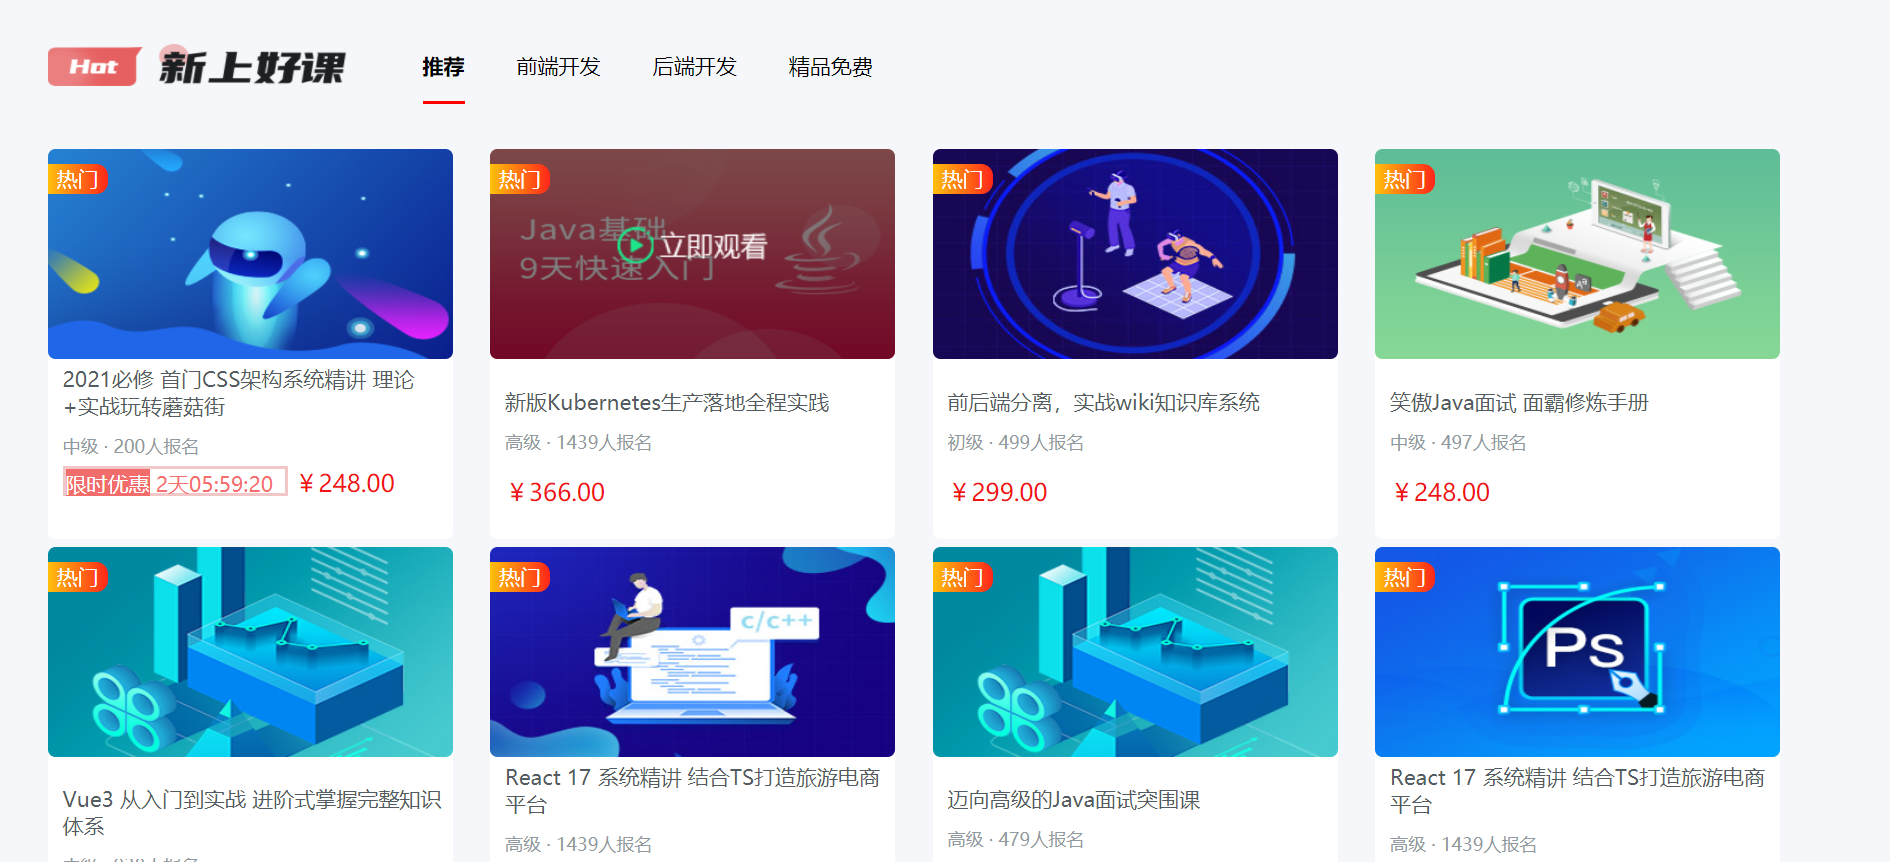 Hot 新上好课 推荐 前端开发 后端开发 精品免费
热门
热门
Java基础
9天快速入门
立即观看
热门
热门
2021必修 首门CSS架构系统精讲 理论
+实战玩转蘑菇街
中级 · 200人报名
限时优惠 2天05:59:20 ¥ 248.00
新版Kubernetes生产落地全程实践
高级 · 1439人报名
¥ 366.00
前后端分离，实战wiki知识库系统
初级 · 499人报名
¥ 299.00
笑傲Java面试 面霸修炼手册
中级 · 497人报名
¥ 248.00
热门
热门
c/c++
热门
热门
Ps
Vue3 从入门到实战 进阶式掌握完整知识
体系
React 17 系统精讲 结合TS打造旅游电商
平台
高级 · 1439人报名
迈向高级的Java面试突围课
高级 · 479人报名
React 17 系统精讲 结合TS打造旅游电商
平台
高级 · 1439人报名